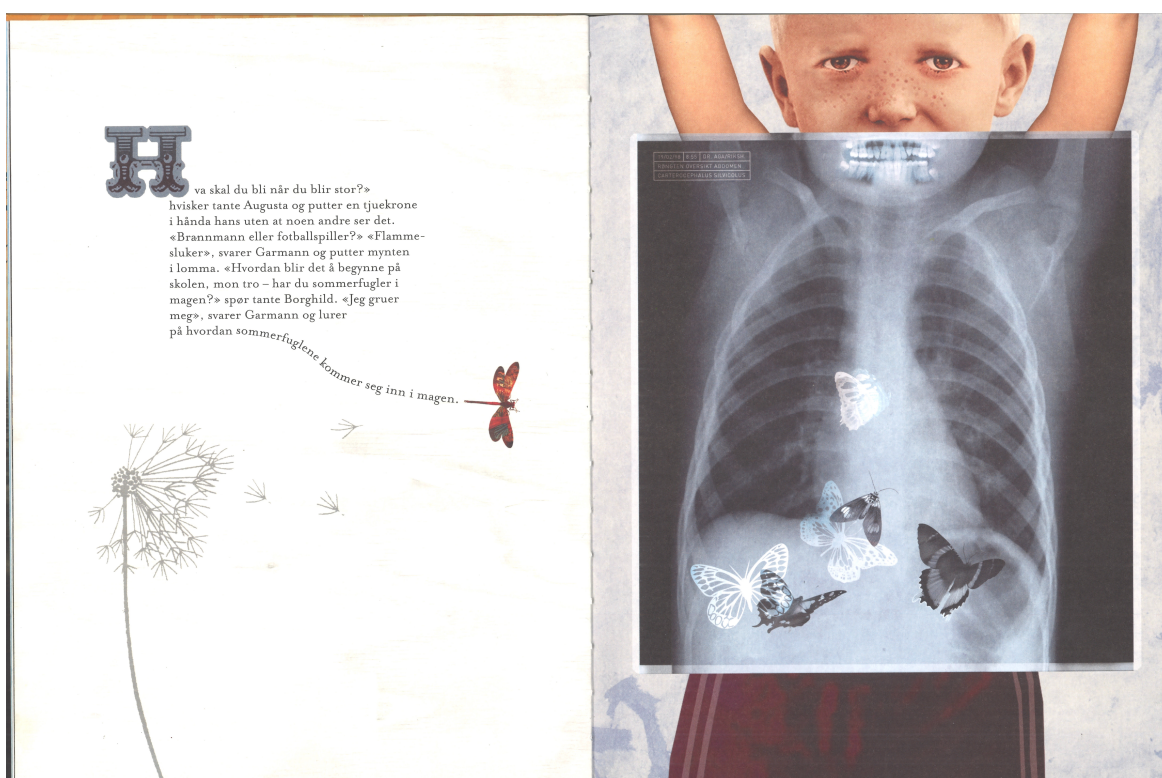 Hva skal du bli når du blir stor?»
hvisker tante Augusta og putter en tjuekrone
i hånda hans uten at noen andre ser det.
«Brannmann eller fotballspiller?» «Flamme-
sluker», svarer Garmann og putter mynten
i lomma. «Hvordan blir det å begynne på
skolen, mon tro – har du sommerfugler i
magen?» spør tante Borghild. «Jeg gruer
meg», svarer Garmann og lurer
på hvordan sommerfuglene kommer seg inn i magen.
OVERSIKT ABDOMEN